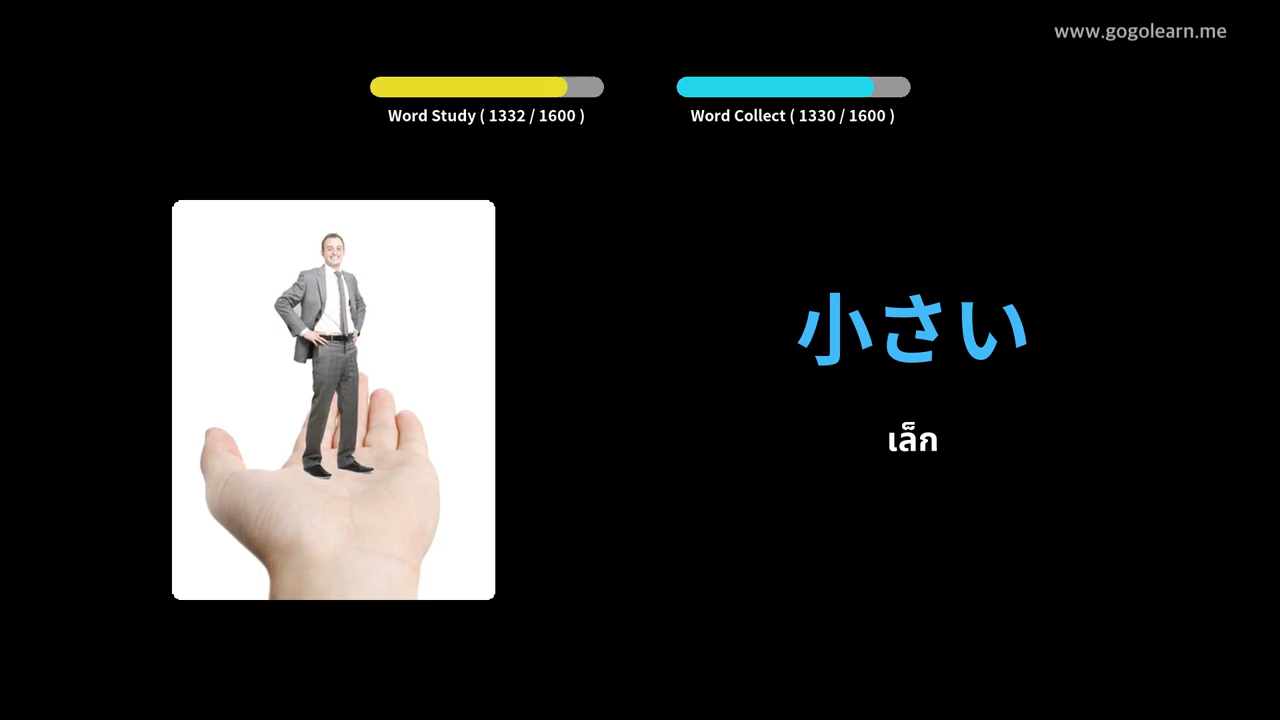 www.gogolearn.me
Word Study ( 1332 / 1600 )
Word Collect ( 1330 / 1600 )
小さい
เล็ก